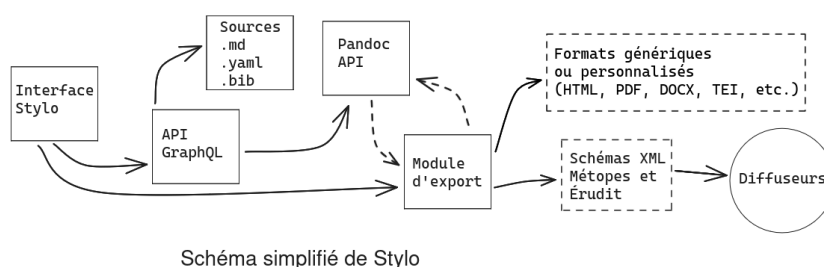 Sources
.md
.yaml
.bib
Pandoc
API
Formats génériques
ou personnalisés
(HTML, PDF, DOCX, TEI, etc.)
Interface
Stylo
API
GraphQL
Module
d'export
Schémas XML
Métopes et
Érudit
Diffuseurs
Schéma simplifié de Stylo